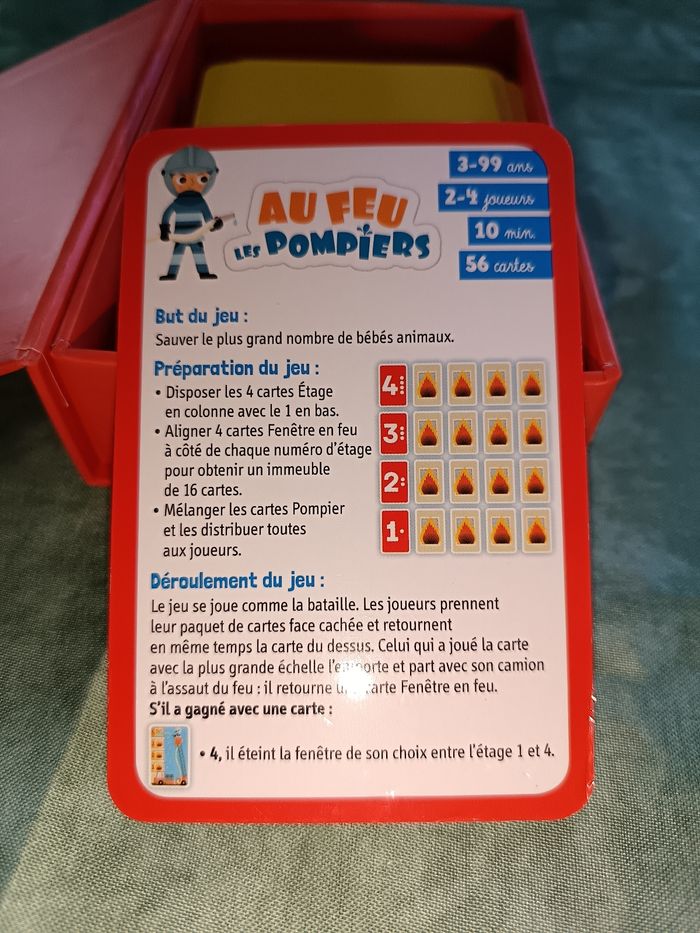 3-99 ans
2-4 joueurs
10 min.
56 cartes
AU FEU
LES POMPIERS
But du jeu :
Sauver le plus grand nombre de bébés animaux.
Préparation du jeu :
• Disposer les 4 cartes Étage
en colonne avec le 1 en bas.
• Aligner 4 cartes Fenêtre en feu
à côté de chaque numéro d'étage
pour obtenir un immeuble
de 16 cartes.
• Mélanger les cartes Pompier
et les distribuer toutes
aux joueurs.
4
3
2
1
Déroulement du jeu :
Le jeu se joue comme la bataille. Les joueurs prennent
leur paquet de cartes face cachée et retournent
en même temps la carte du dessus. Celui qui a joué la carte
avec la plus grande échelle et part avec son camion
à l'assaut du feu : il retourne carte Fenêtre en feu.
S'il a gagné avec une carte :
• 4, il éteint la fenêtre de son choix entre l'étage 1 et 4.